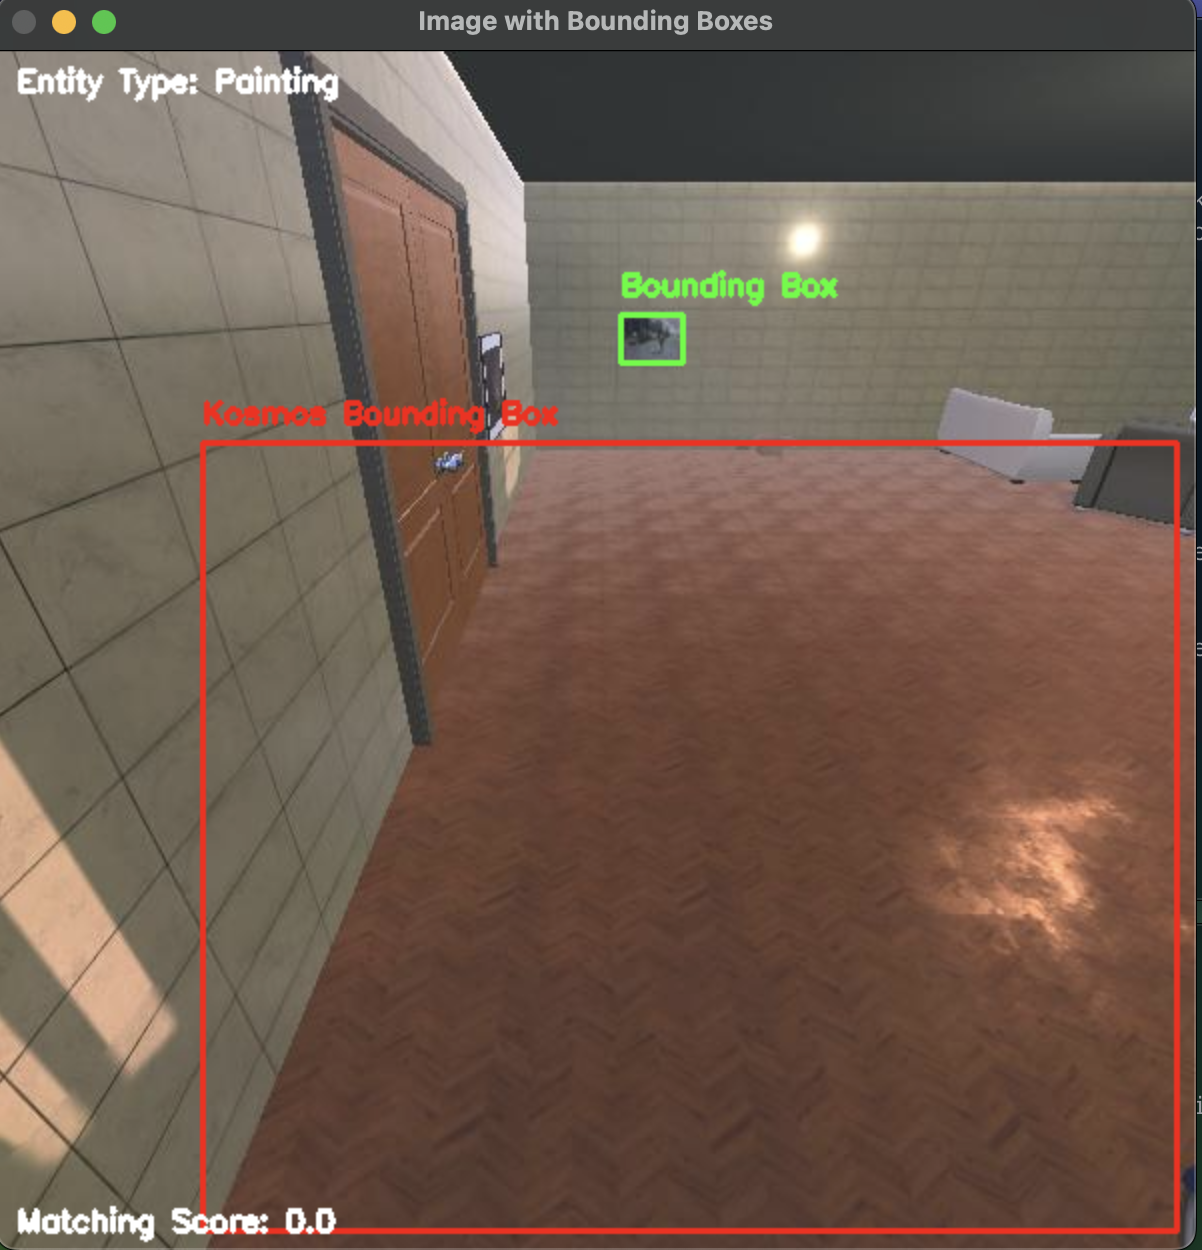 Image with Bounding Boxes
Entity Type: Painting
Bounding Box
Kosmos Bounding Box
Matching Score: 0.0